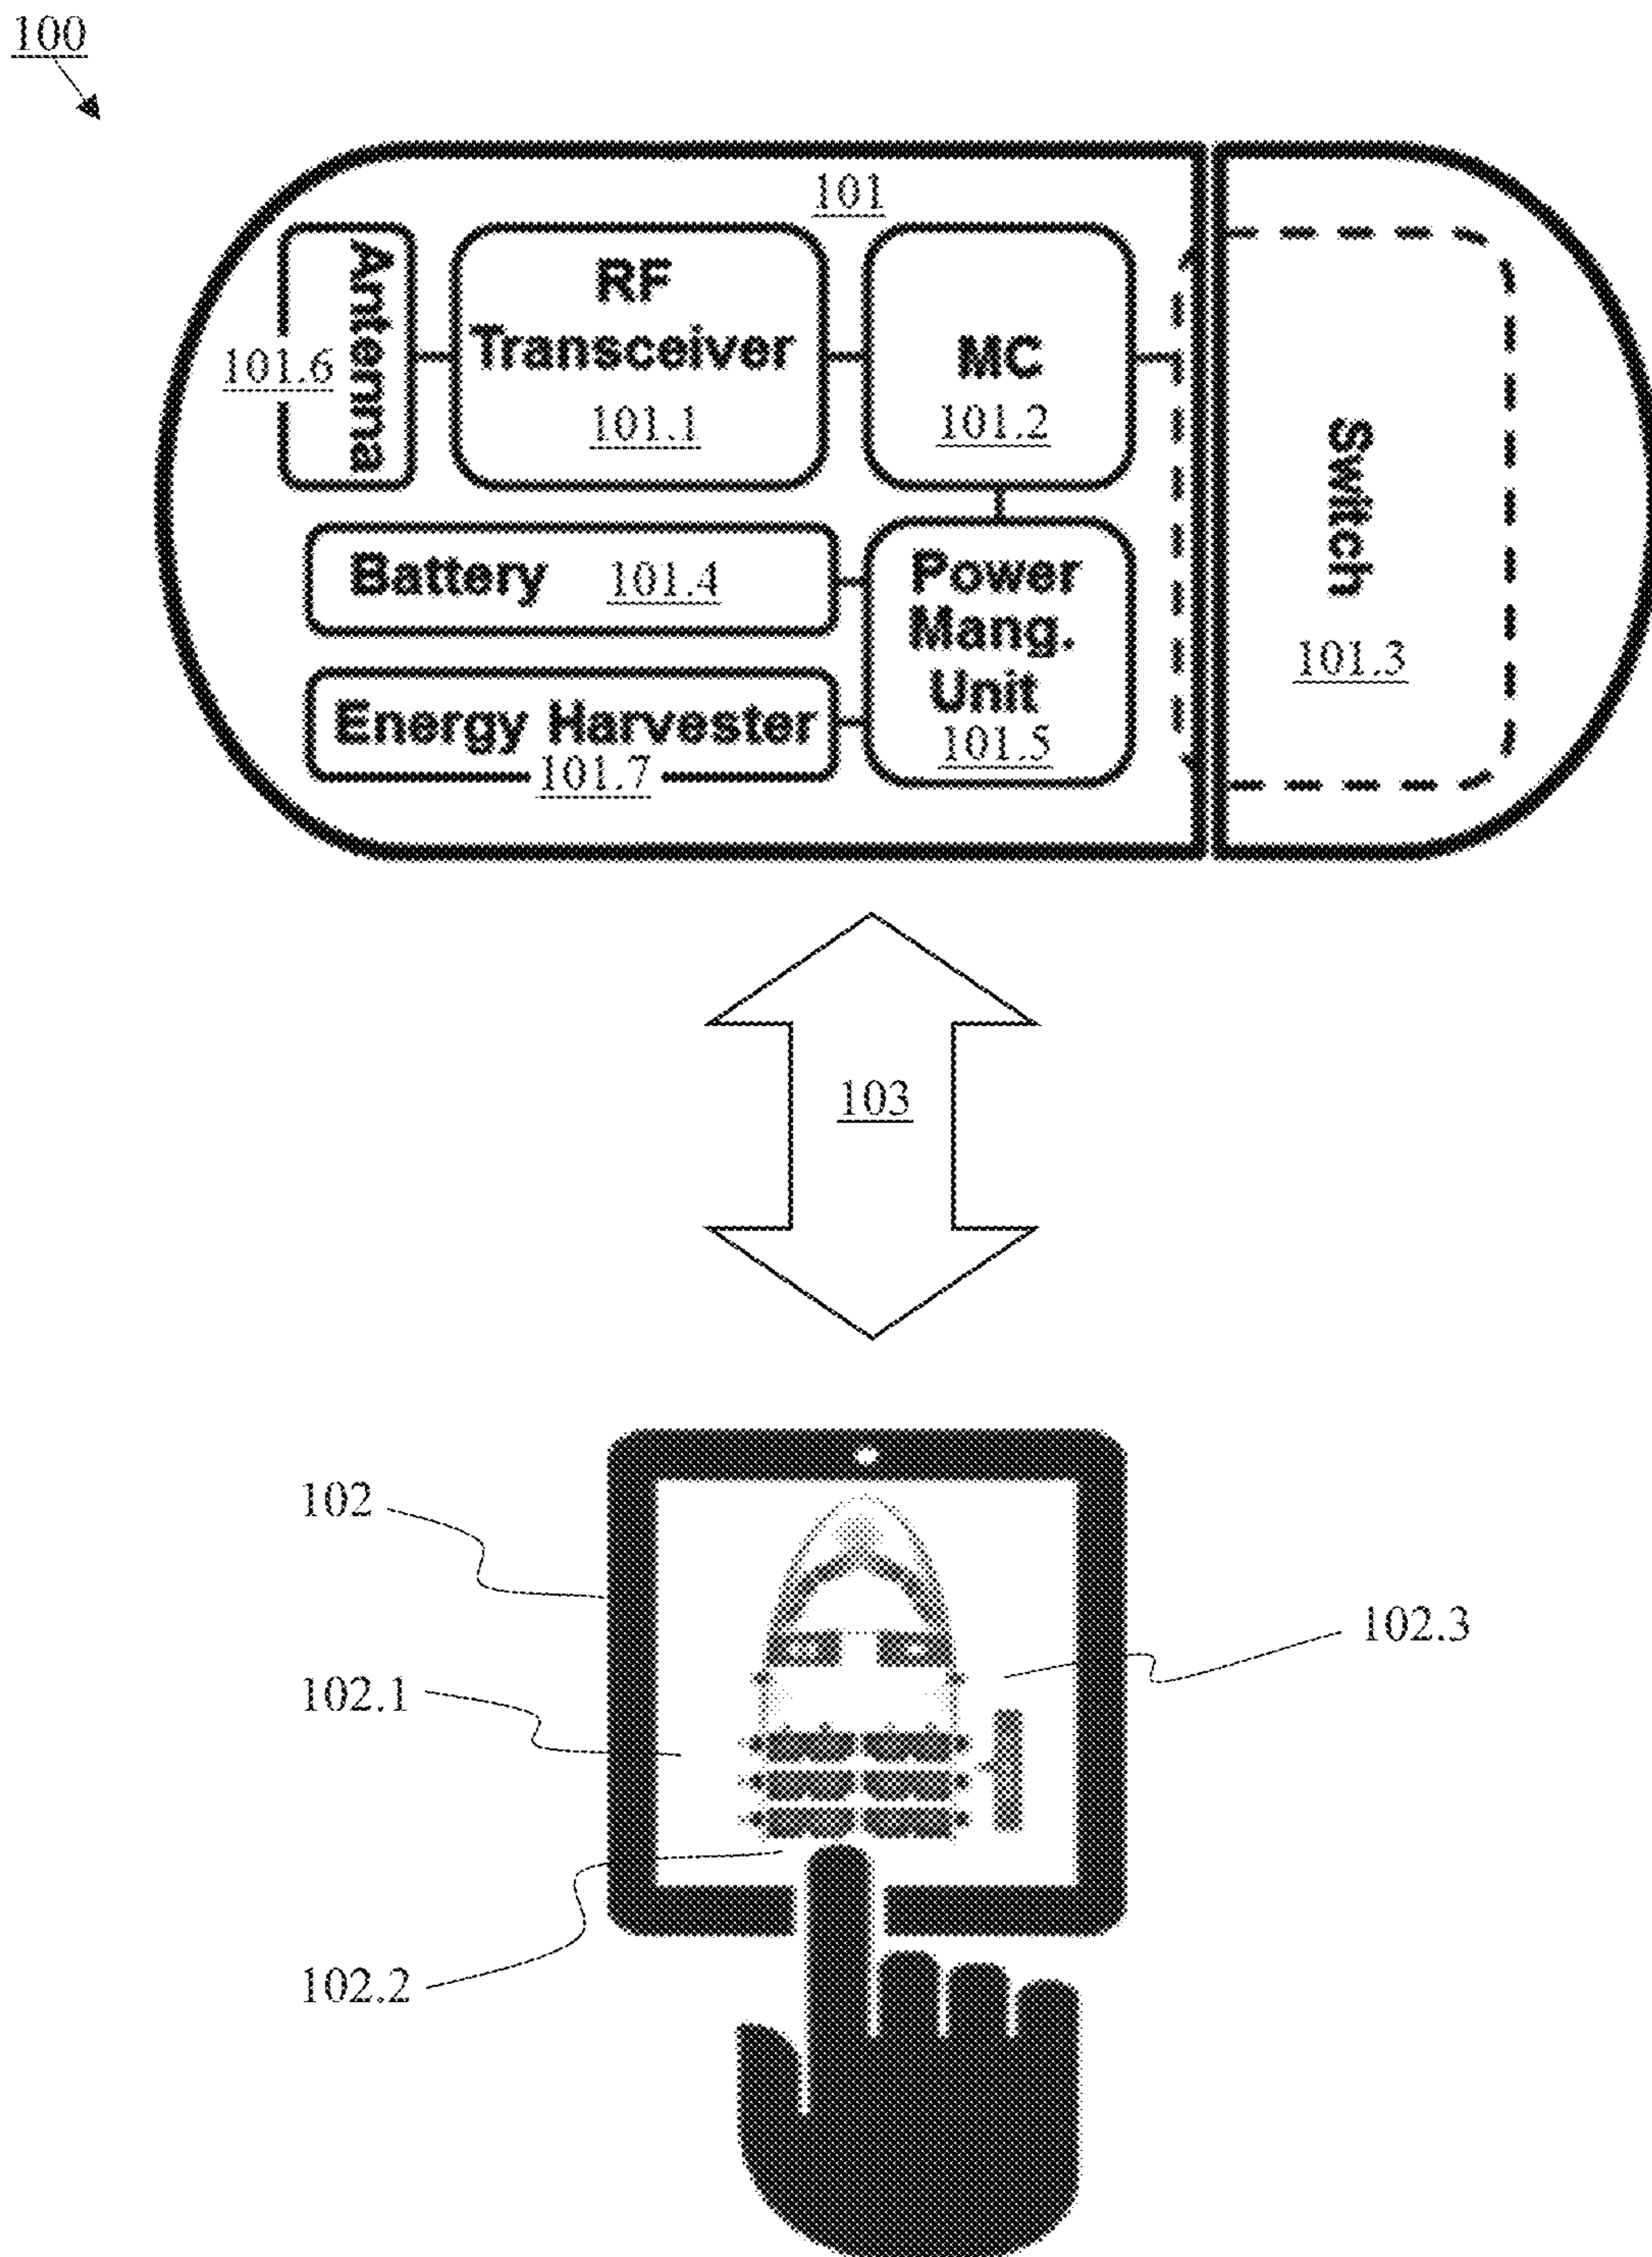 100
101
Antenna
101.6
RF
Transceiver
101.1
MC
101.2
Switch
101.3
Battery 101.4
Power
Mang.
Unit
101.5
Energy Harvester
101.7
103
102
102.3
102.1
102.2